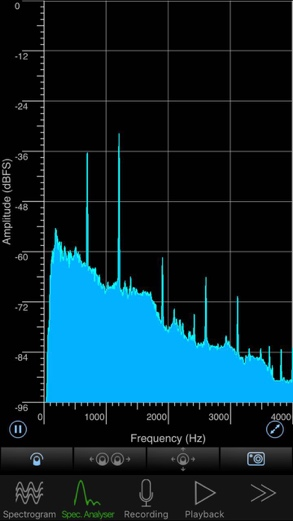 0
-12
-24
-36
-48
-60
-72
-84
-96
Amplitude (dBFS)
0 1000 2000 3000 4000
Frequency (Hz)
Spectrogram Spec. Analyser Recording Playback